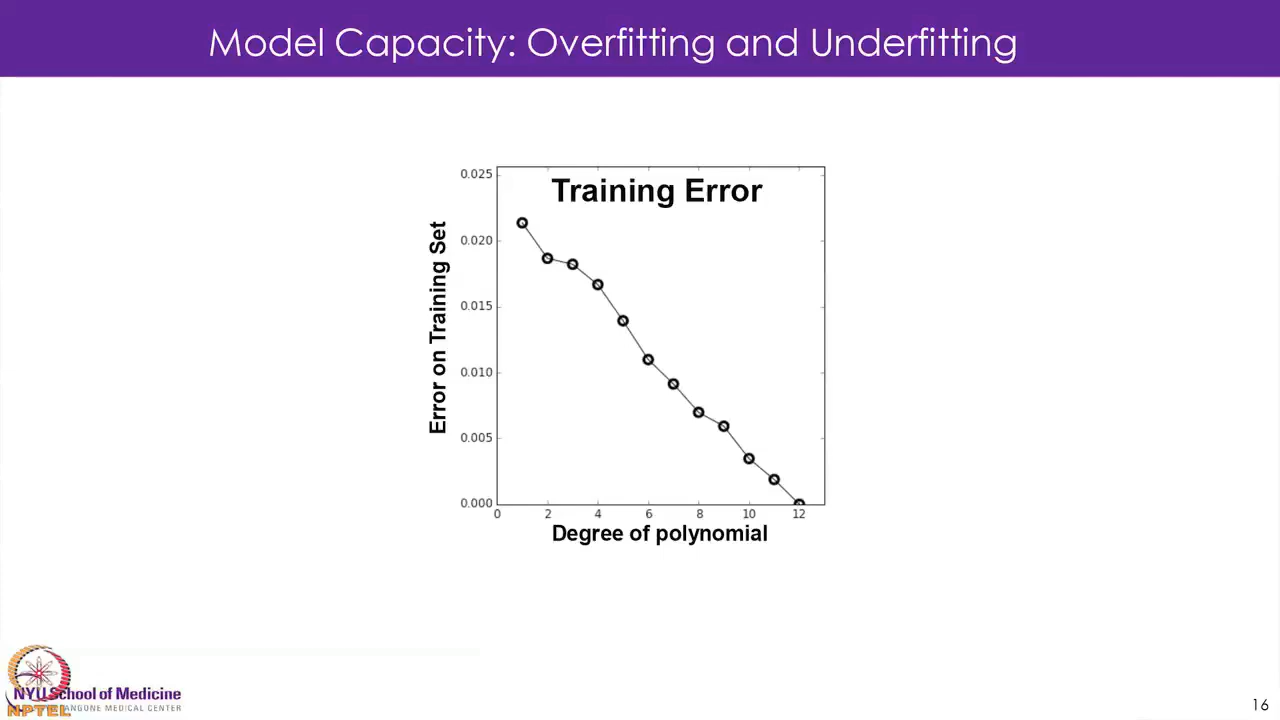 Model Capacity: Overfitting and Underfitting
Training Error
Error on Training Set
0.025
0.020
0.015
0.010
0.005
0.000
0 2 4 6 8 10 12
Degree of polynomial
NYU School of Medicine
LANGONE MEDICAL CENTER
NPTEL
16